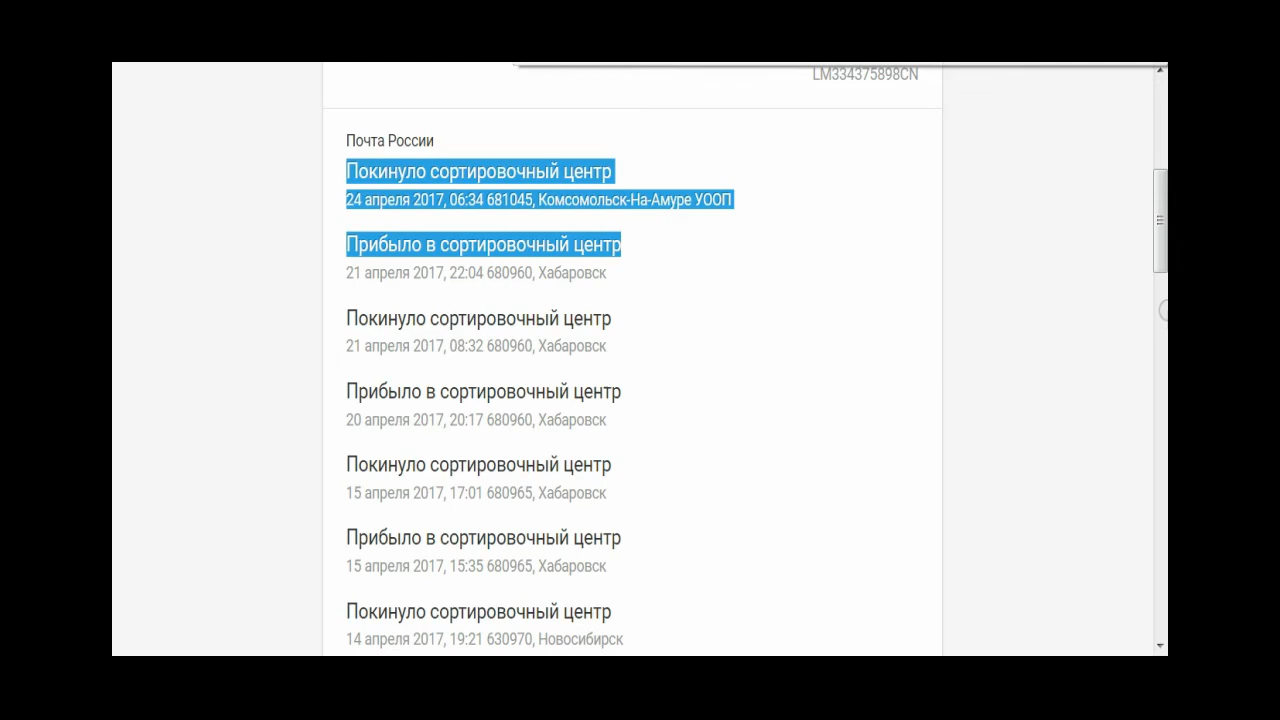 LM334375898CN
Почта России
Покинуло сортировочный центр
24 апреля 2017, 06:34 681045, Комсомольск-На-Амуре УООП
Прибыло в сортировочный центр
21 апреля 2017, 22:04 680960, Хабаровск
Покинуло сортировочный центр
21 апреля 2017, 08:32 680960, Хабаровск
Прибыло в сортировочный центр
20 апреля 2017, 20:17 680960, Хабаровск
Покинуло сортировочный центр
15 апреля 2017, 17:01 680965, Хабаровск
Прибыло в сортировочный центр
15 апреля 2017, 15:35 680965, Хабаровск
Покинуло сортировочный центр
14 апреля 2017, 19:21 630970, Новосибирск